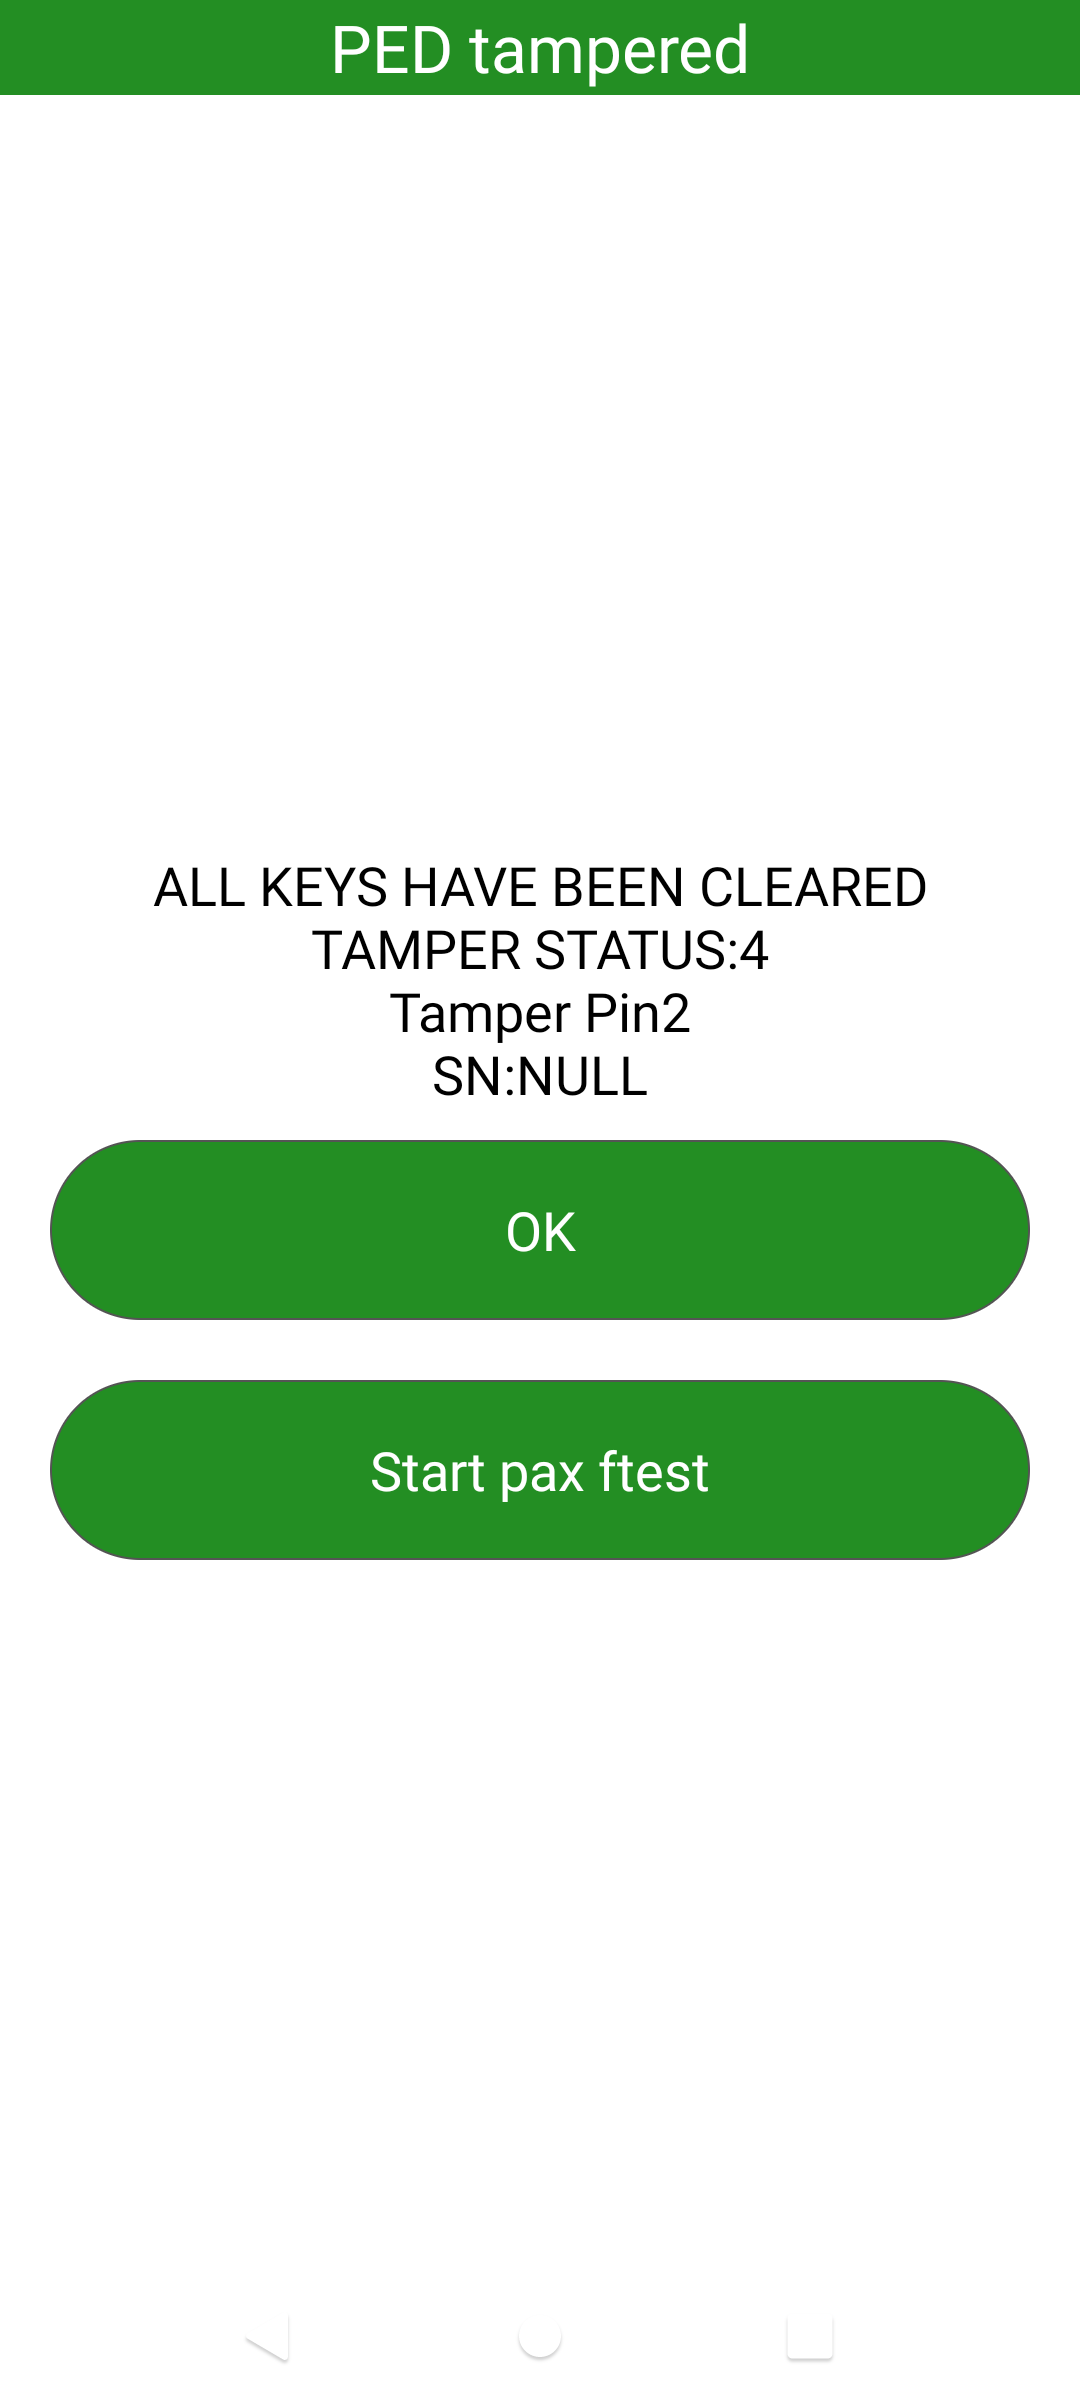 PED tampered
ALL KEYS HAVE BEEN CLEARED
TAMPER STATUS:4
Tamper Pin2
SN:NULL
OK
Start pax ftest